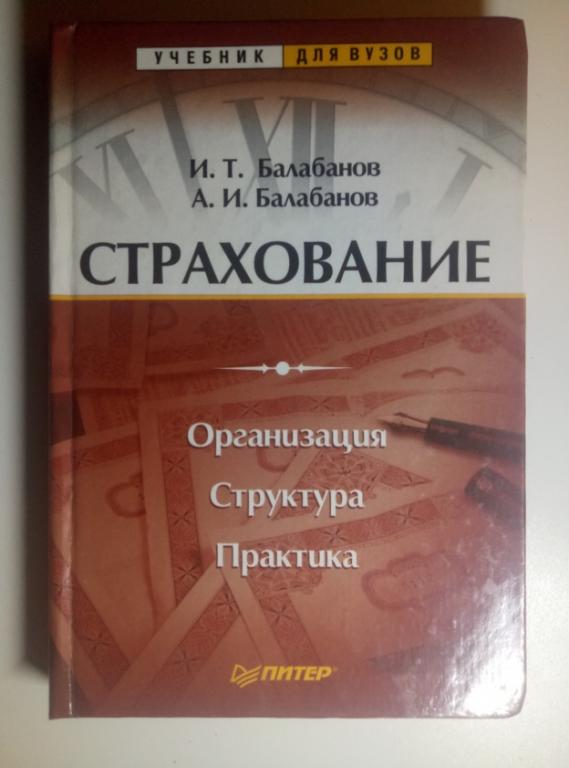 УЧЕБНИК ДЛЯ ВУЗОВ
И. Т. Балабанов
А. И. Балабанов
СТРАХОВАНИЕ
Организация
Структура
Практика
ПИТЕР®